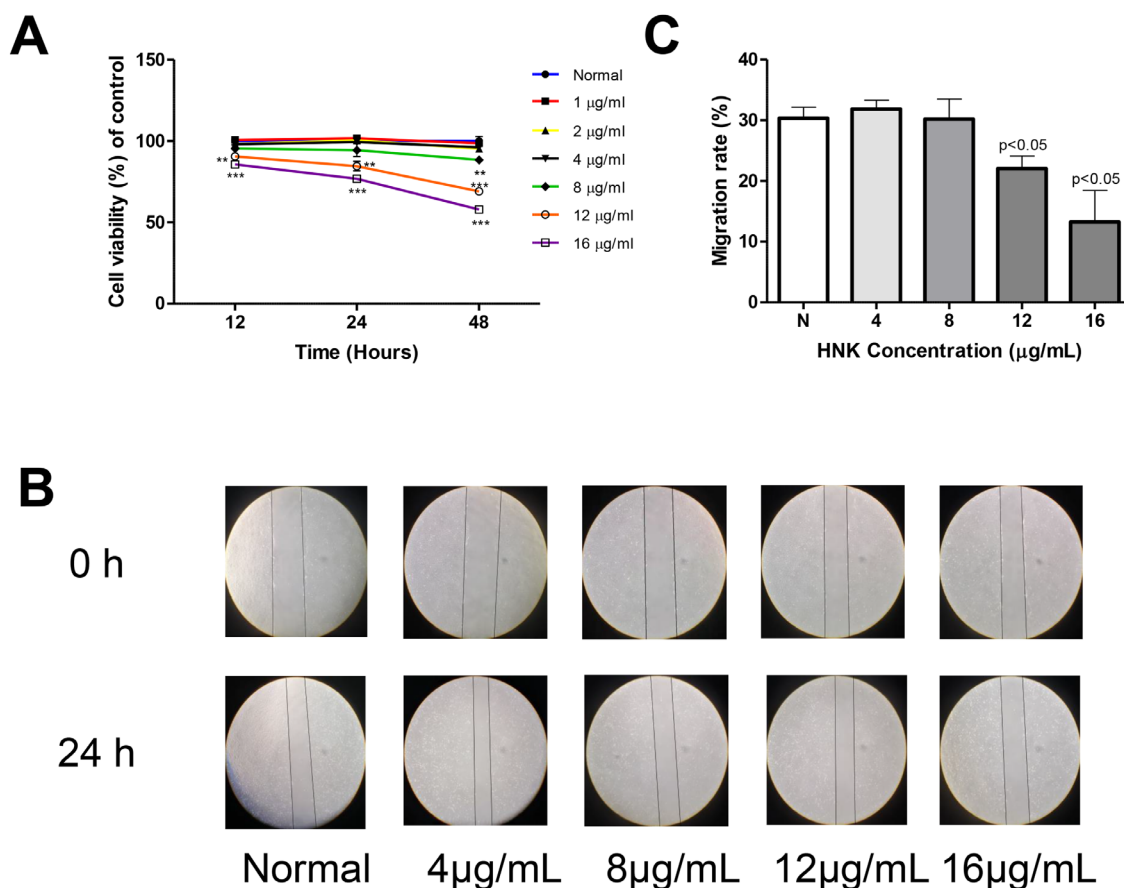 A
Cell viability (%) of control
150
100
50
0
**
***
**
***
**
***
***
12
24
48
Time (Hours)
Normal
1 μg/ml
2 μg/ml
4 μg/ml
8 μg/ml
12 μg/ml
16 μg/ml
C
Migration rate (%)
40
30
20
10
0
p<0.05
p<0.05
N
4
8
12
16
HNK Concentration (μg/mL)
B
0 h
24 h
Normal
4μg/mL
8μg/mL
12μg/mL
16μg/mL